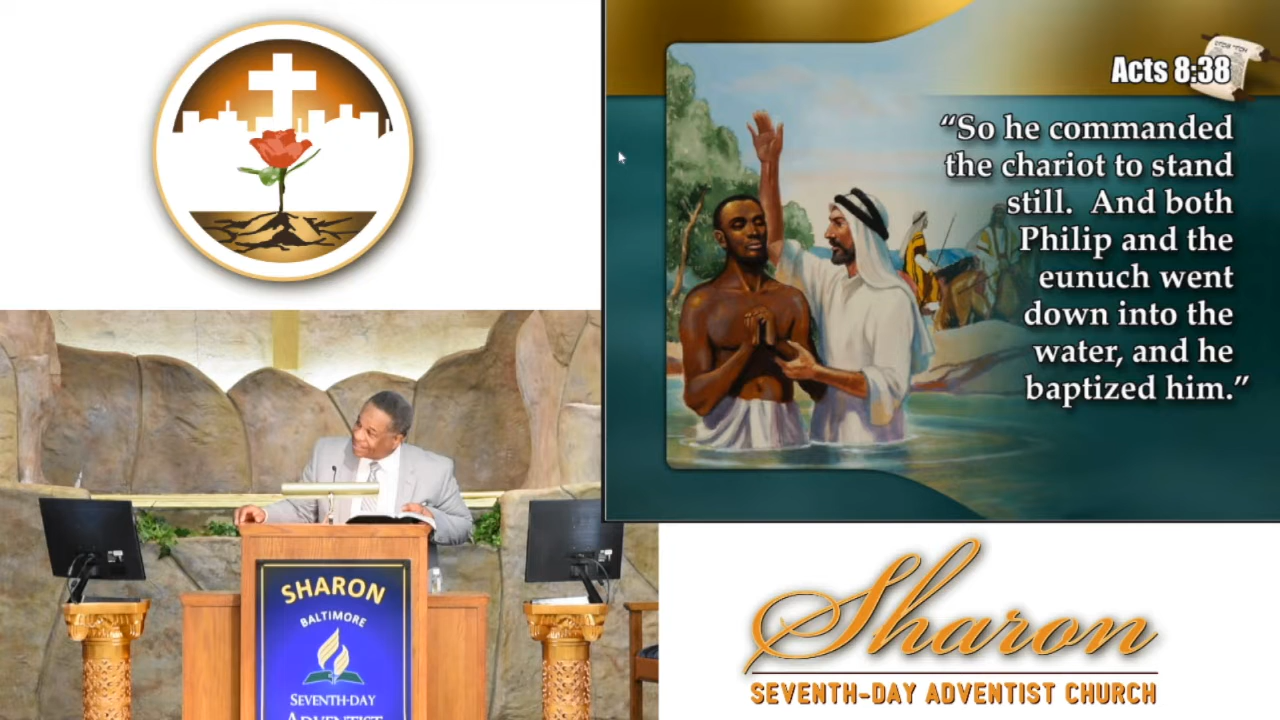 Acts 8:38
“So he commanded
the chariot to stand
still. And both
Philip and the
eunuch went
down into the
water, and he
baptized him.”
SHARON
BALTIMORE
SEVENTH-DAY
ADVENTIST
Sharon
SEVENTH-DAY ADVENTIST CHURCH